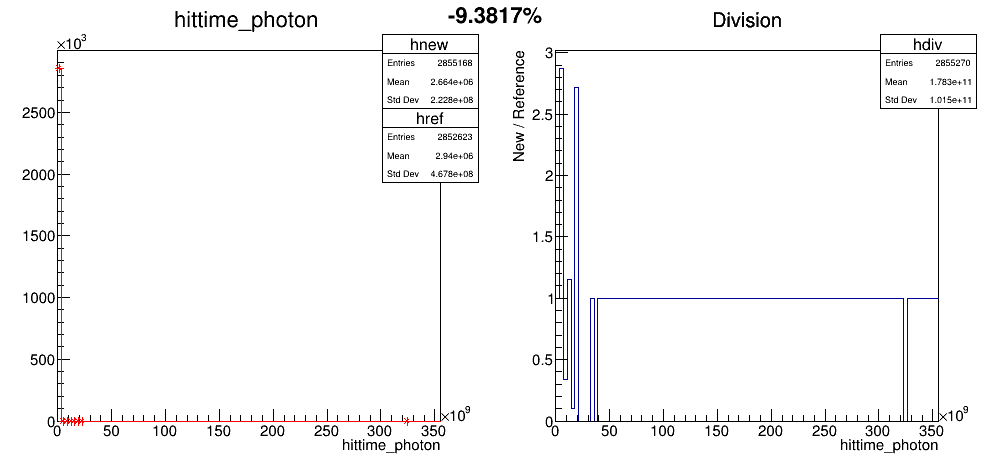 -9.3817%
hittime_photon
×10³
hnew
Entries 2855168
Mean 2.664e+06
Std Dev 2.228e+08
href
Entries 2852623
Mean 2.94e+06
Std Dev 4.678e+08
2500
2000
1500
1000
500
0
0 50 100 150 200 250 300 350
×10⁹
hittime_photon
Division
hdiv
Entries 2855270
Mean 1.783e+11
Std Dev 1.015e+11
New / Reference
3
2.5
2
1.5
1
0.5
0
0 50 100 150 200 250 300 350
×10⁹
hittime_photon